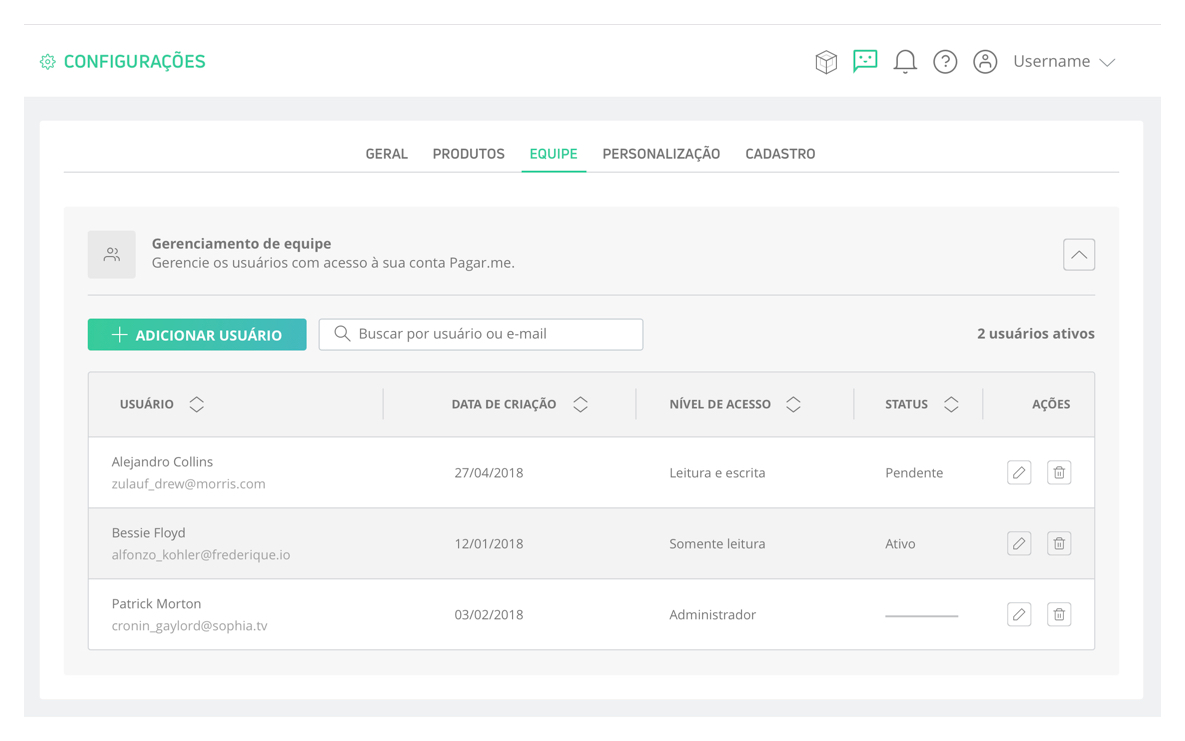 CONFIGURAÇÕES
Username
GERAL PRODUTOS EQUIPE PERSONALIZAÇÃO CADASTRO
Gerenciamento de equipe
Gerencie os usuários com acesso à sua conta Pagar.me.
ADICIONAR USUÁRIO
Buscar por usuário ou e-mail
2 usuários ativos
USUÁRIO DATA DE CRIAÇÃO NÍVEL DE ACESSO STATUS AÇÕES
Alejandro Collins
zulauf_drew@morris.com
27/04/2018 Leitura e escrita Pendente
Bessie Floyd
alfonzo_kohler@frederique.io
12/01/2018 Somente leitura Ativo
Patrick Morton
cronin_gaylord@sophia.tv
03/02/2018 Administrador